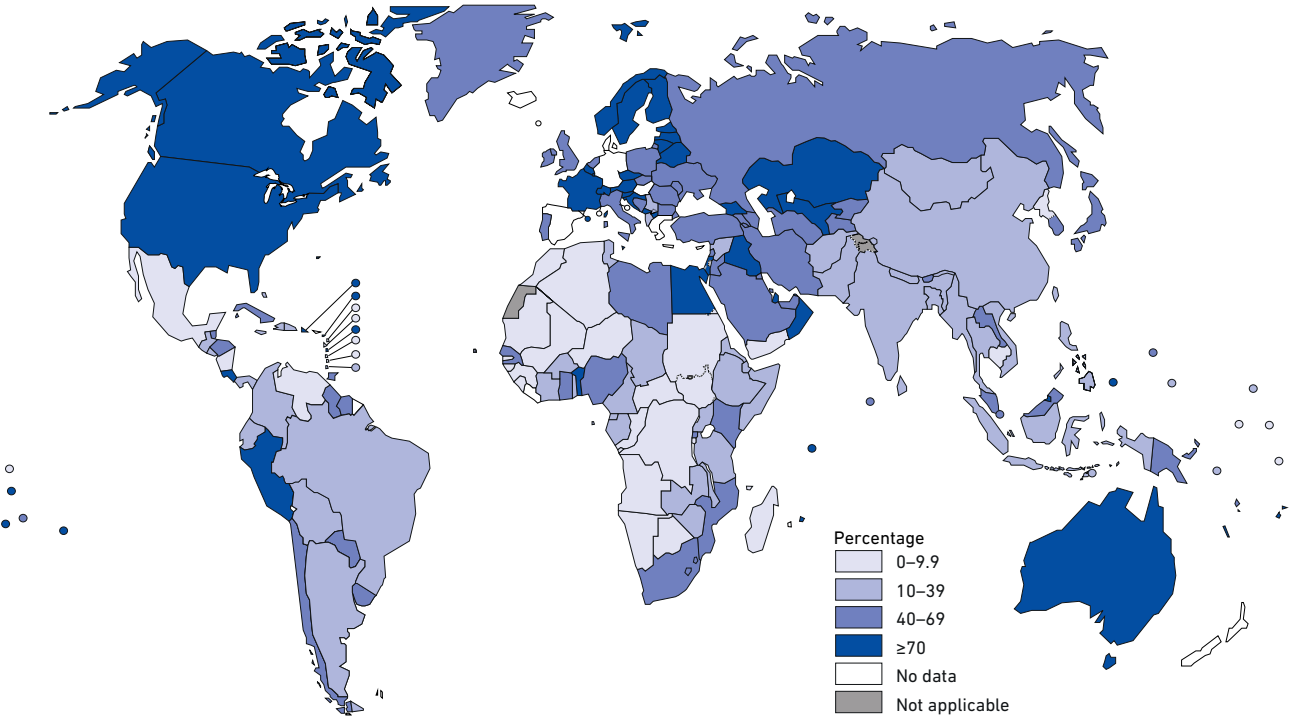 Percentage
0–9.9
10–39
40–69
≥70
No data
Not applicable